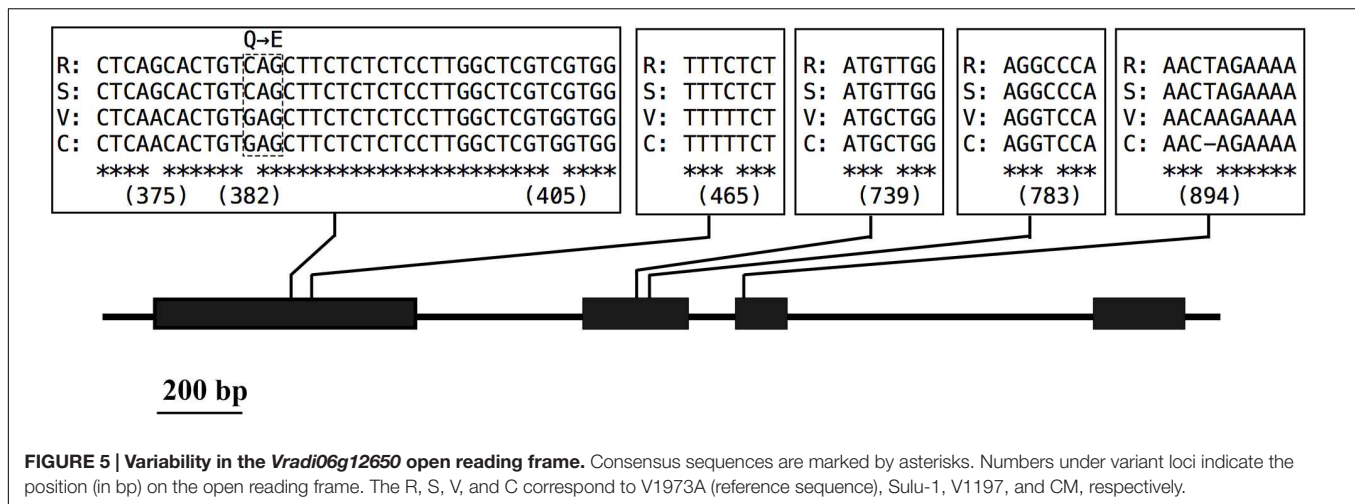 Q→E
R: CTCAGCACTGTCAGCTTCTCTCTCCTTGGCTCGTCGTGG
S: CTCAGCACTGTCAGCTTCTCTCTCCTTGGCTCGTCGTGG
V: CTCAACACTGTGAGCTTCTCTCTCCTTGGCTCGTGGTGG
C: CTCAACACTGTGAGCTTCTCTCTCCTTGGCTCGTGGTGG
**** ****** ********************** ****
(375) (382) (405)
R: TTTCTCT
S: TTTCTCT
V: TTTTTCT
C: TTTTTCT
*** ***
(465)
R: ATGTTGG
S: ATGTTGG
V: ATGCTGG
C: ATGCTGG
*** ***
(739)
R: AGGCCCA
S: AGGCCCA
V: AGGTCCA
C: AGGTCCA
*** ***
(783)
R: AACTAGAAAA
S: AACTAGAAAA
V: AACAAGAAAA
C: AAC-AGAAAA
*** ******
(894)
200 bp
FIGURE 5 | Variability in the Vradi06g12650 open reading frame. Consensus sequences are marked by asterisks. Numbers under variant loci indicate the
position (in bp) on the open reading frame. The R, S, V, and C correspond to V1973A (reference sequence), Sulu-1, V1197, and CM, respectively.